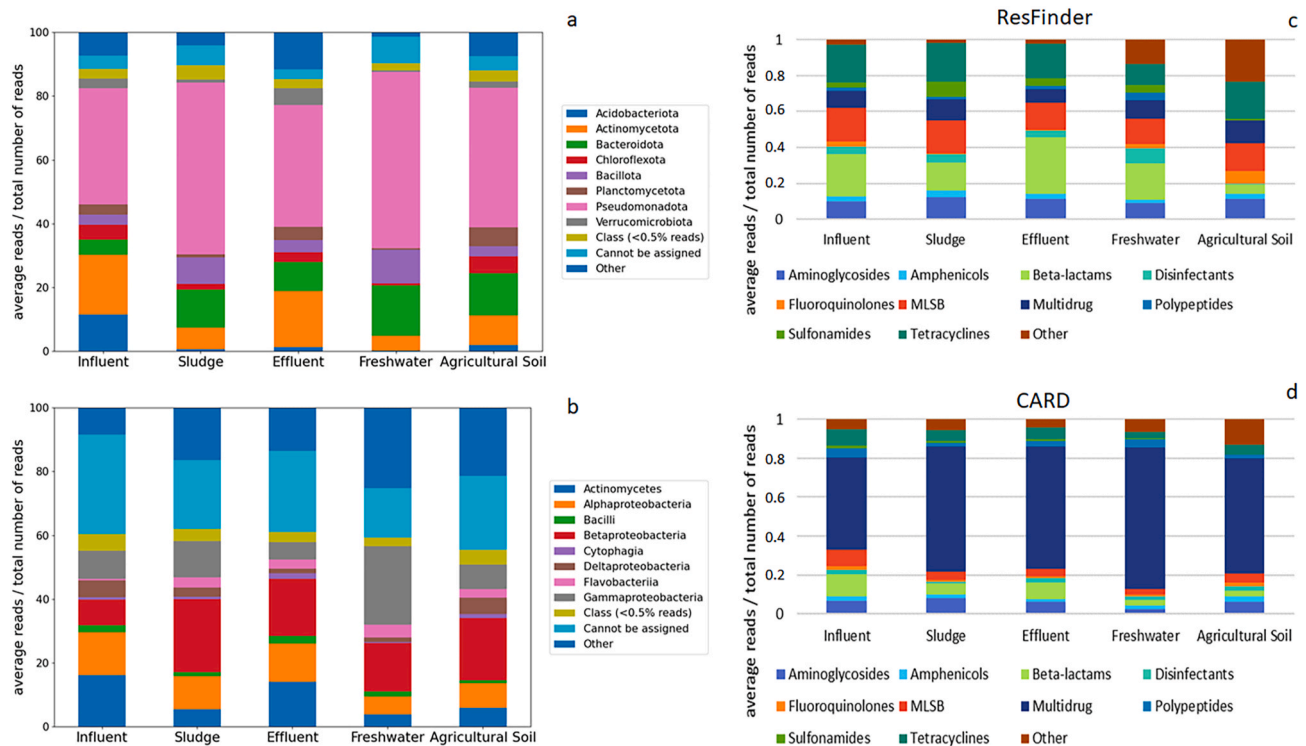 a
average reads / total number of reads
100
80
60
40
20
0
Influent Sludge Effluent Freshwater Agricultural Soil
Acidobacteriota
Actinomycetota
Bacteroidota
Chloroflexota
Bacillota
Planctomycetota
Pseudomonadota
Verrucomicrobiota
Class (<0.5% reads)
Cannot be assigned
Other
b
average reads / total number of reads
100
80
60
40
20
0
Influent Sludge Effluent Freshwater Agricultural Soil
Actinomycetes
Alphaproteobacteria
Bacilli
Betaproteobacteria
Cytophagia
Deltaproteobacteria
Flavobacteriia
Gammaproteobacteria
Class (<0.5% reads)
Cannot be assigned
Other
ResFinder
c
average reads / total number of reads
1
0.8
0.6
0.4
0.2
0
Influent Sludge Effluent Freshwater Agricultural Soil
Aminoglycosides Amphenicols Beta-lactams Disinfectants
Fluoroquinolones MLSB Multidrug Polypeptides
Sulfonamides Tetracyclines Other
CARD
d
average reads / total number of reads
1
0.8
0.6
0.4
0.2
0
Influent Sludge Effluent Freshwater Agricultural Soil
Aminoglycosides Amphenicols Beta-lactams Disinfectants
Fluoroquinolones MLSB Multidrug Polypeptides
Sulfonamides Tetracyclines Other